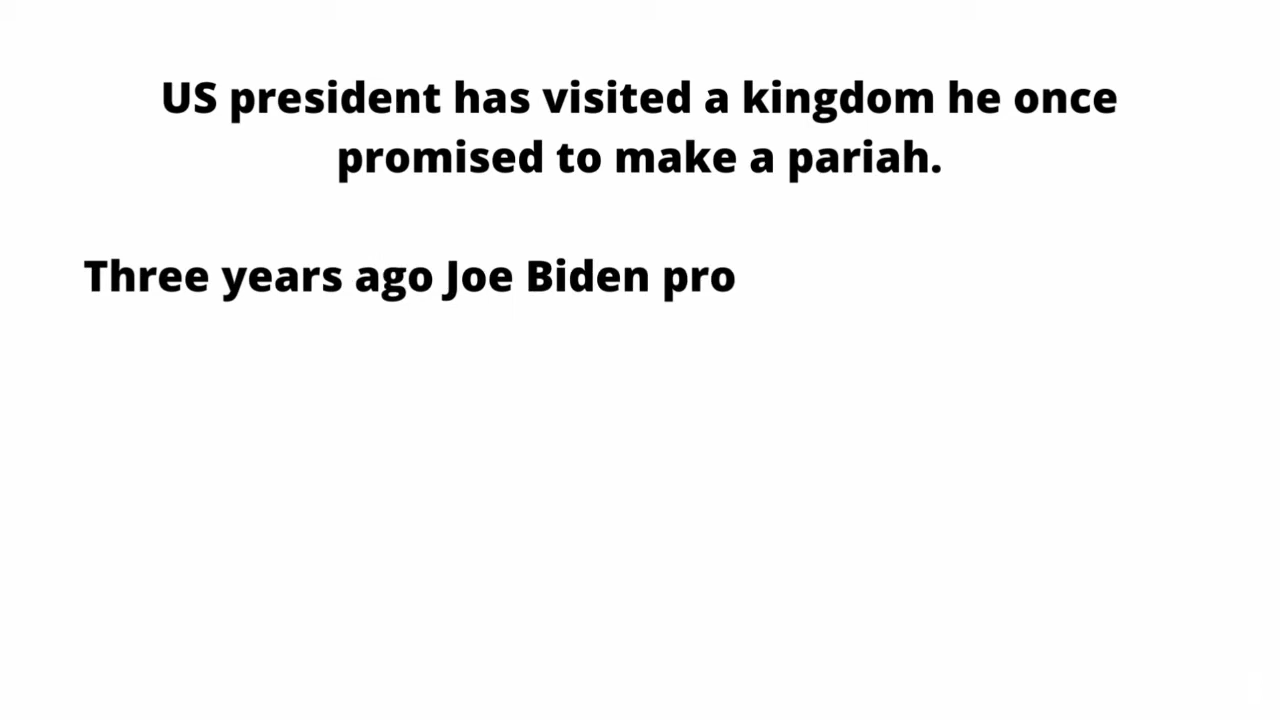 US president has visited a kingdom he once
promised to make a pariah.
Three years ago Joe Biden pro